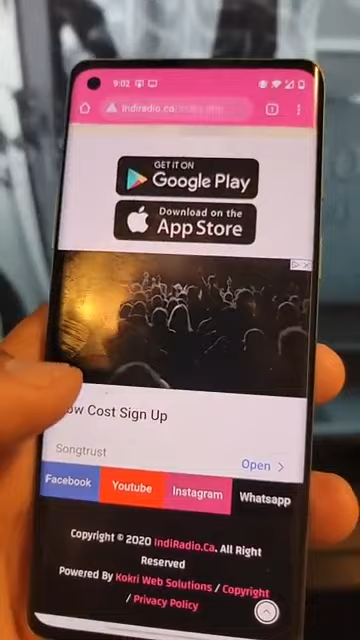 9:02
indiradio.ca
1
GET IT ON
Google Play
Download on the
App Store
ow Cost Sign Up
Songtrust
Open
Facebook
Youtube
Instagram
Whatsapp
Copyright © 2020 IndiRadio.Ca. All Right
Reserved
Powered By Kokri Web Solutions / Copyright
/ Privacy Policy